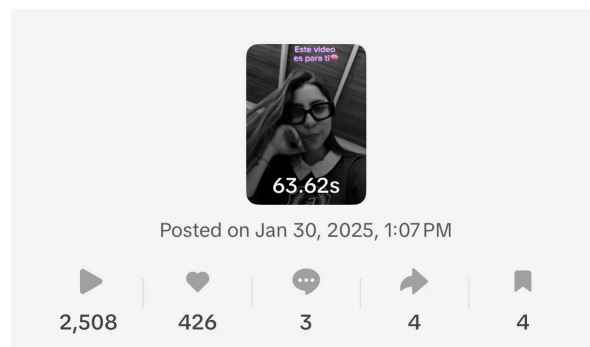 Este video
es para ti🧠
63.62s
Posted on Jan 30, 2025, 1:07 PM
2,508 426 3 4 4